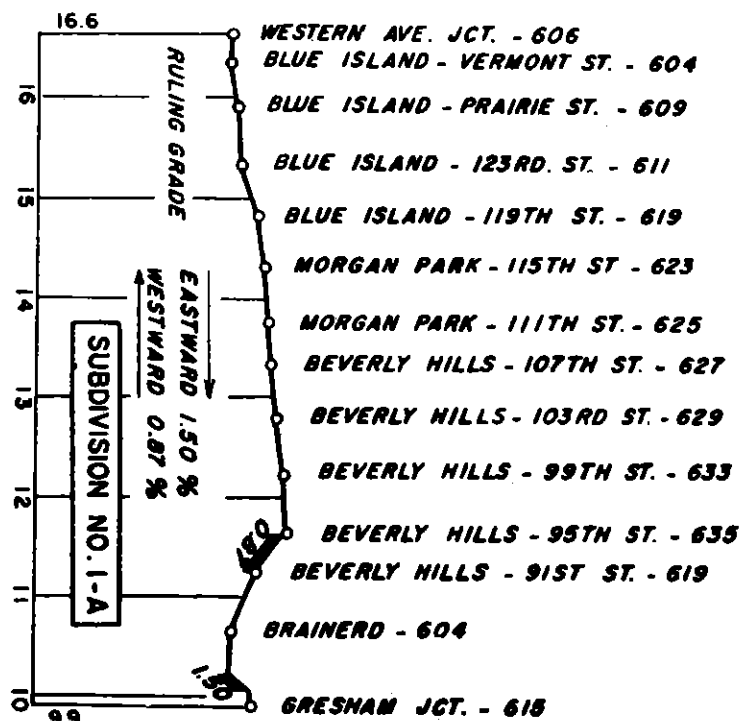 16.6
WESTERN AVE. JCT. - 606
BLUE ISLAND - VERMONT ST. - 604
16
BLUE ISLAND - PRAIRIE ST. - 609
BLUE ISLAND - 123RD. ST. - 611
RULING GRADE
15
BLUE ISLAND - 119TH ST. - 619
MORGAN PARK - 115TH ST - 623
14
MORGAN PARK - 111TH ST. - 625
EASTWARD 1.50 %
WESTWARD 0.87 %
BEVERLY HILLS - 107TH ST. - 627
13
BEVERLY HILLS - 103RD ST. - 629
SUBDIVISION NO. 1-A
BEVERLY HILLS - 99TH ST. - 633
12
BEVERLY HILLS - 95TH ST. - 635
0.87
BEVERLY HILLS - 91ST ST. - 619
11
BRAINERD - 604
1.50
10
GRESHAM JCT. - 615